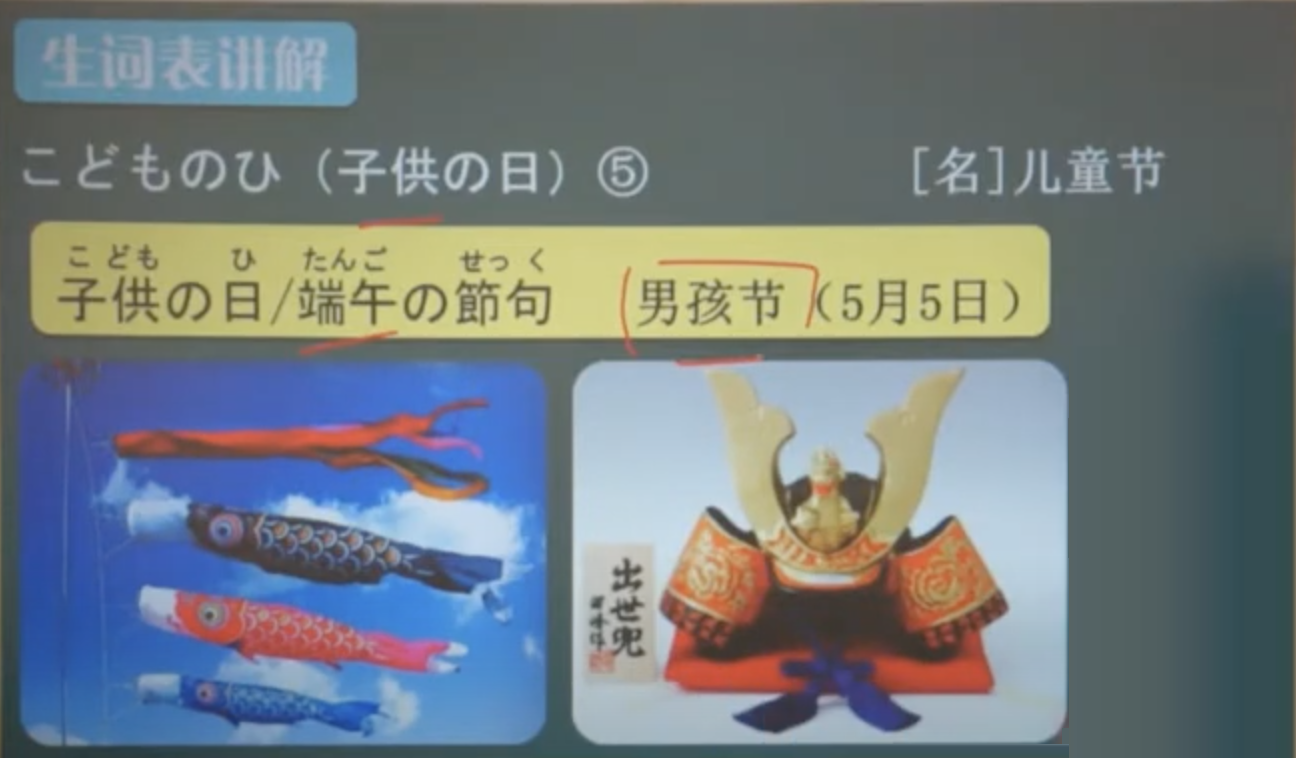 生词表讲解
こどものひ（子供の日）⑤ [名]儿童节
こども ひ たんご せっく
子供の日/端午の節句 男孩节（5月5日）
出世兜